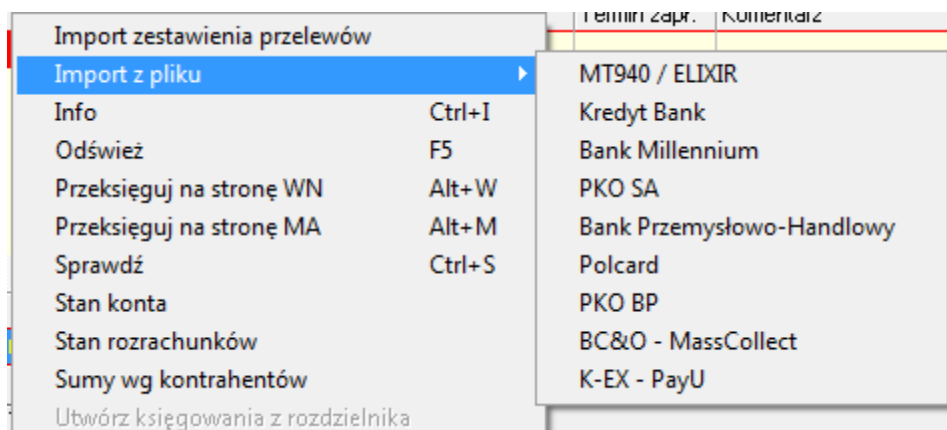 Termin zapr. Komentarz
Import zestawienia przelewów
Import z pliku
Info Ctrl+I
Odśwież F5
Przeksięguj na stronę WN Alt+W
Przeksięguj na stronę MA Alt+M
Sprawdź Ctrl+S
Stan konta
Stan rozrachunków
Sumy wg kontrahentów
Utwórz księgowania z rozdzielnika
MT940 / ELIXIR
Kredyt Bank
Bank Millennium
PKO SA
Bank Przemysłowo-Handlowy
Polcard
PKO BP
BC&O - MassCollect
K-EX - PayU